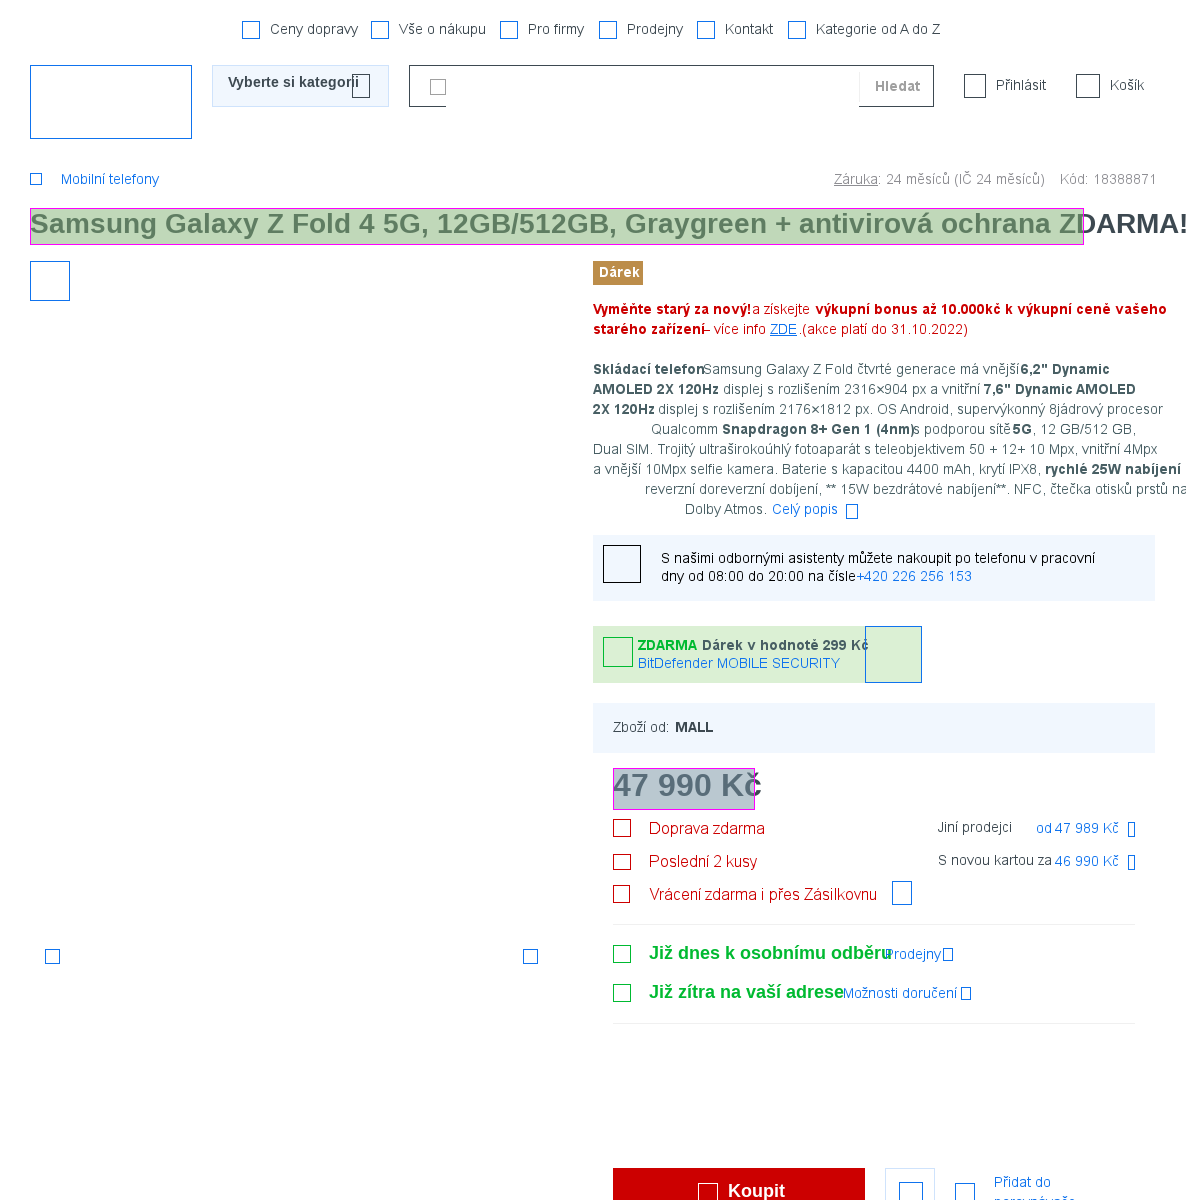 Ceny dopravy Vše o nákupu Pro firmy Prodejny Kontakt Kategorie od A do Z
Vyberte si kategorii Hledat Přihlásit Košík
Mobilní telefony Záruka: 24 měsíců (IČ 24 měsíců) Kód: 18388871
Samsung Galaxy Z Fold 4 5G, 12GB/512GB, Graygreen + antivirová ochrana ZDARMA!
Dárek
Vyměňte starý za nový! a získejte výkupní bonus až 10.000kč k výkupní ceně vašeho
starého zařízení – více info ZDE.(akce platí do 31.10.2022)
Skládací telefon Samsung Galaxy Z Fold čtvrté generace má vnější 6,2" Dynamic
AMOLED 2X 120Hz displej s rozlišením 2316×904 px a vnitřní 7,6" Dynamic AMOLED
2X 120Hz displej s rozlišením 2176×1812 px. OS Android, supervýkonný 8jádrový procesor
Qualcomm Snapdragon 8+ Gen 1 (4nm) s podporou sítě 5G, 12 GB/512 GB,
Dual SIM. Trojitý ultraširokoúhlý fotoaparát s teleobjektivem 50 + 12+ 10 Mpx, vnitřní 4Mpx
a vnější 10Mpx selfie kamera. Baterie s kapacitou 4400 mAh, krytí IPX8, rychlé 25W nabíjení
reverzní doreverzní dobíjení, ** 15W bezdrátové nabíjení**. NFC, čtečka otisků prstů na
Dolby Atmos. Celý popis
S našimi odbornými asistenty můžete nakoupit po telefonu v pracovní
dny od 08:00 do 20:00 na čísle +420 226 256 153
ZDARMA Dárek v hodnotě 299 Kč
BitDefender MOBILE SECURITY
Zboží od: MALL
47 990 Kč
Doprava zdarma Jiní prodejci od 47 989 Kč
Poslední 2 kusy S novou kartou za 46 990 Kč
Vrácení zdarma i přes Zásilkovnu
Již dnes k osobnímu odběru Prodejny
Již zítra na vaší adrese Možnosti doručení
Koupit Přidat do